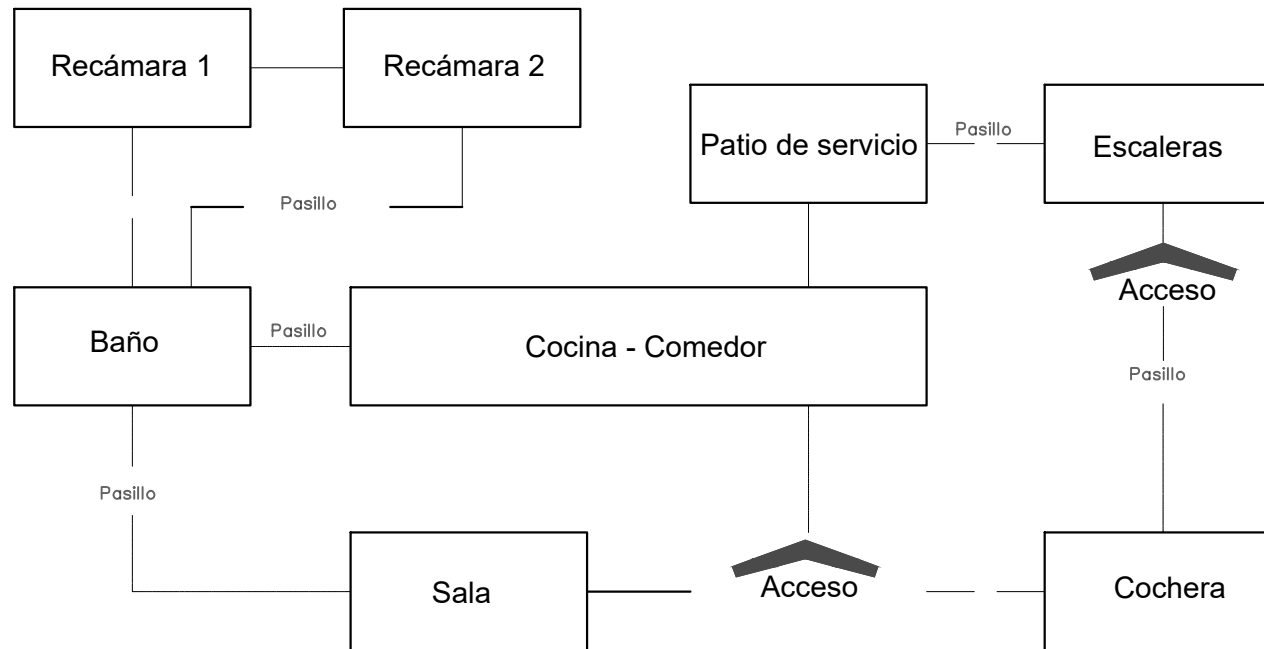 Recámara 1
Recámara 2
Patio de servicio
Pasillo
Escaleras
Pasillo
Acceso
Baño
Pasillo
Cocina - Comedor
Pasillo
Pasillo
Sala
Acceso
Cochera